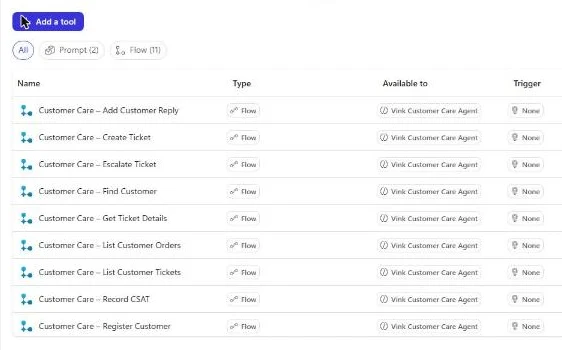 Add a tool
All Prompt (2) Flow (11)
Name Type Available to Trigger
Customer Care – Add Customer Reply Flow Vink Customer Care Agent None
Customer Care – Create Ticket Flow Vink Customer Care Agent None
Customer Care – Escalate Ticket Flow Vink Customer Care Agent None
Customer Care – Find Customer Flow Vink Customer Care Agent None
Customer Care – Get Ticket Details Flow Vink Customer Care Agent None
Customer Care – List Customer Orders Flow Vink Customer Care Agent None
Customer Care – List Customer Tickets Flow Vink Customer Care Agent None
Customer Care – Record CSAT Flow Vink Customer Care Agent None
Customer Care – Register Customer Flow Vink Customer Care Agent None